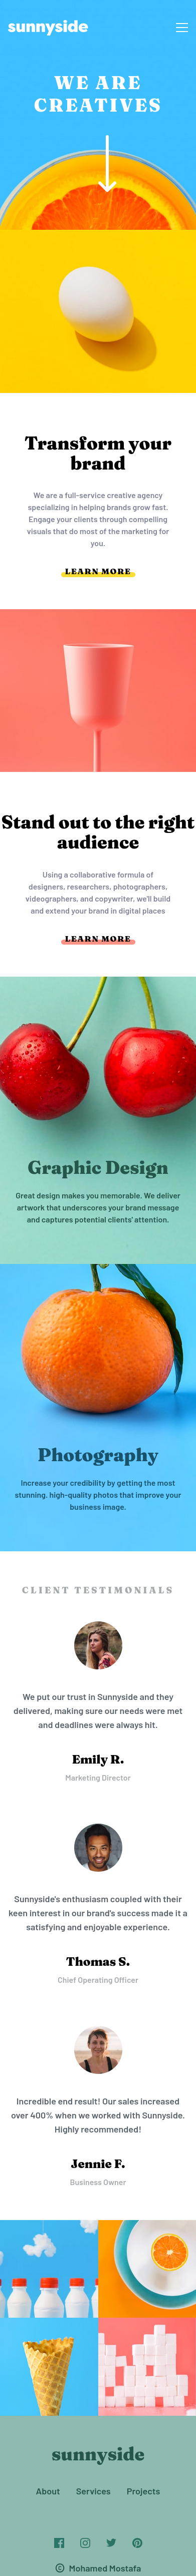 sunnyside
WE ARE
CREATIVES
Transform your
brand
We are a full-service creative agency
specializing in helping brands grow fast.
Engage your clients through compelling
visuals that do most of the marketing for
you.
LEARN MORE
Stand out to the right
audience
Using a collaborative formula of
designers, researchers, photographers,
videographers, and copywriter, we'll build
and extend your brand in digital places
LEARN MORE
Graphic Design
Great design makes you memorable. We deliver
artwork that underscores your brand message
and captures potential clients' attention.
Photography
Increase your credibility by getting the most
stunning, high-quality photos that improve your
business image.
CLIENT TESTIMONIALS
We put our trust in Sunnyside and they
delivered, making sure our needs were met
and deadlines were always hit.
Emily R.
Marketing Director
Sunnyside's enthusiasm coupled with their
keen interest in our brand's success made it a
satisfying and enjoyable experience.
Thomas S.
Chief Operating Officer
Incredible end result! Our sales increased
over 400% when we worked with Sunnyside.
Highly recommended!
Jennie F.
Business Owner
sunnyside
About Services Projects
© Mohamed Mostafa